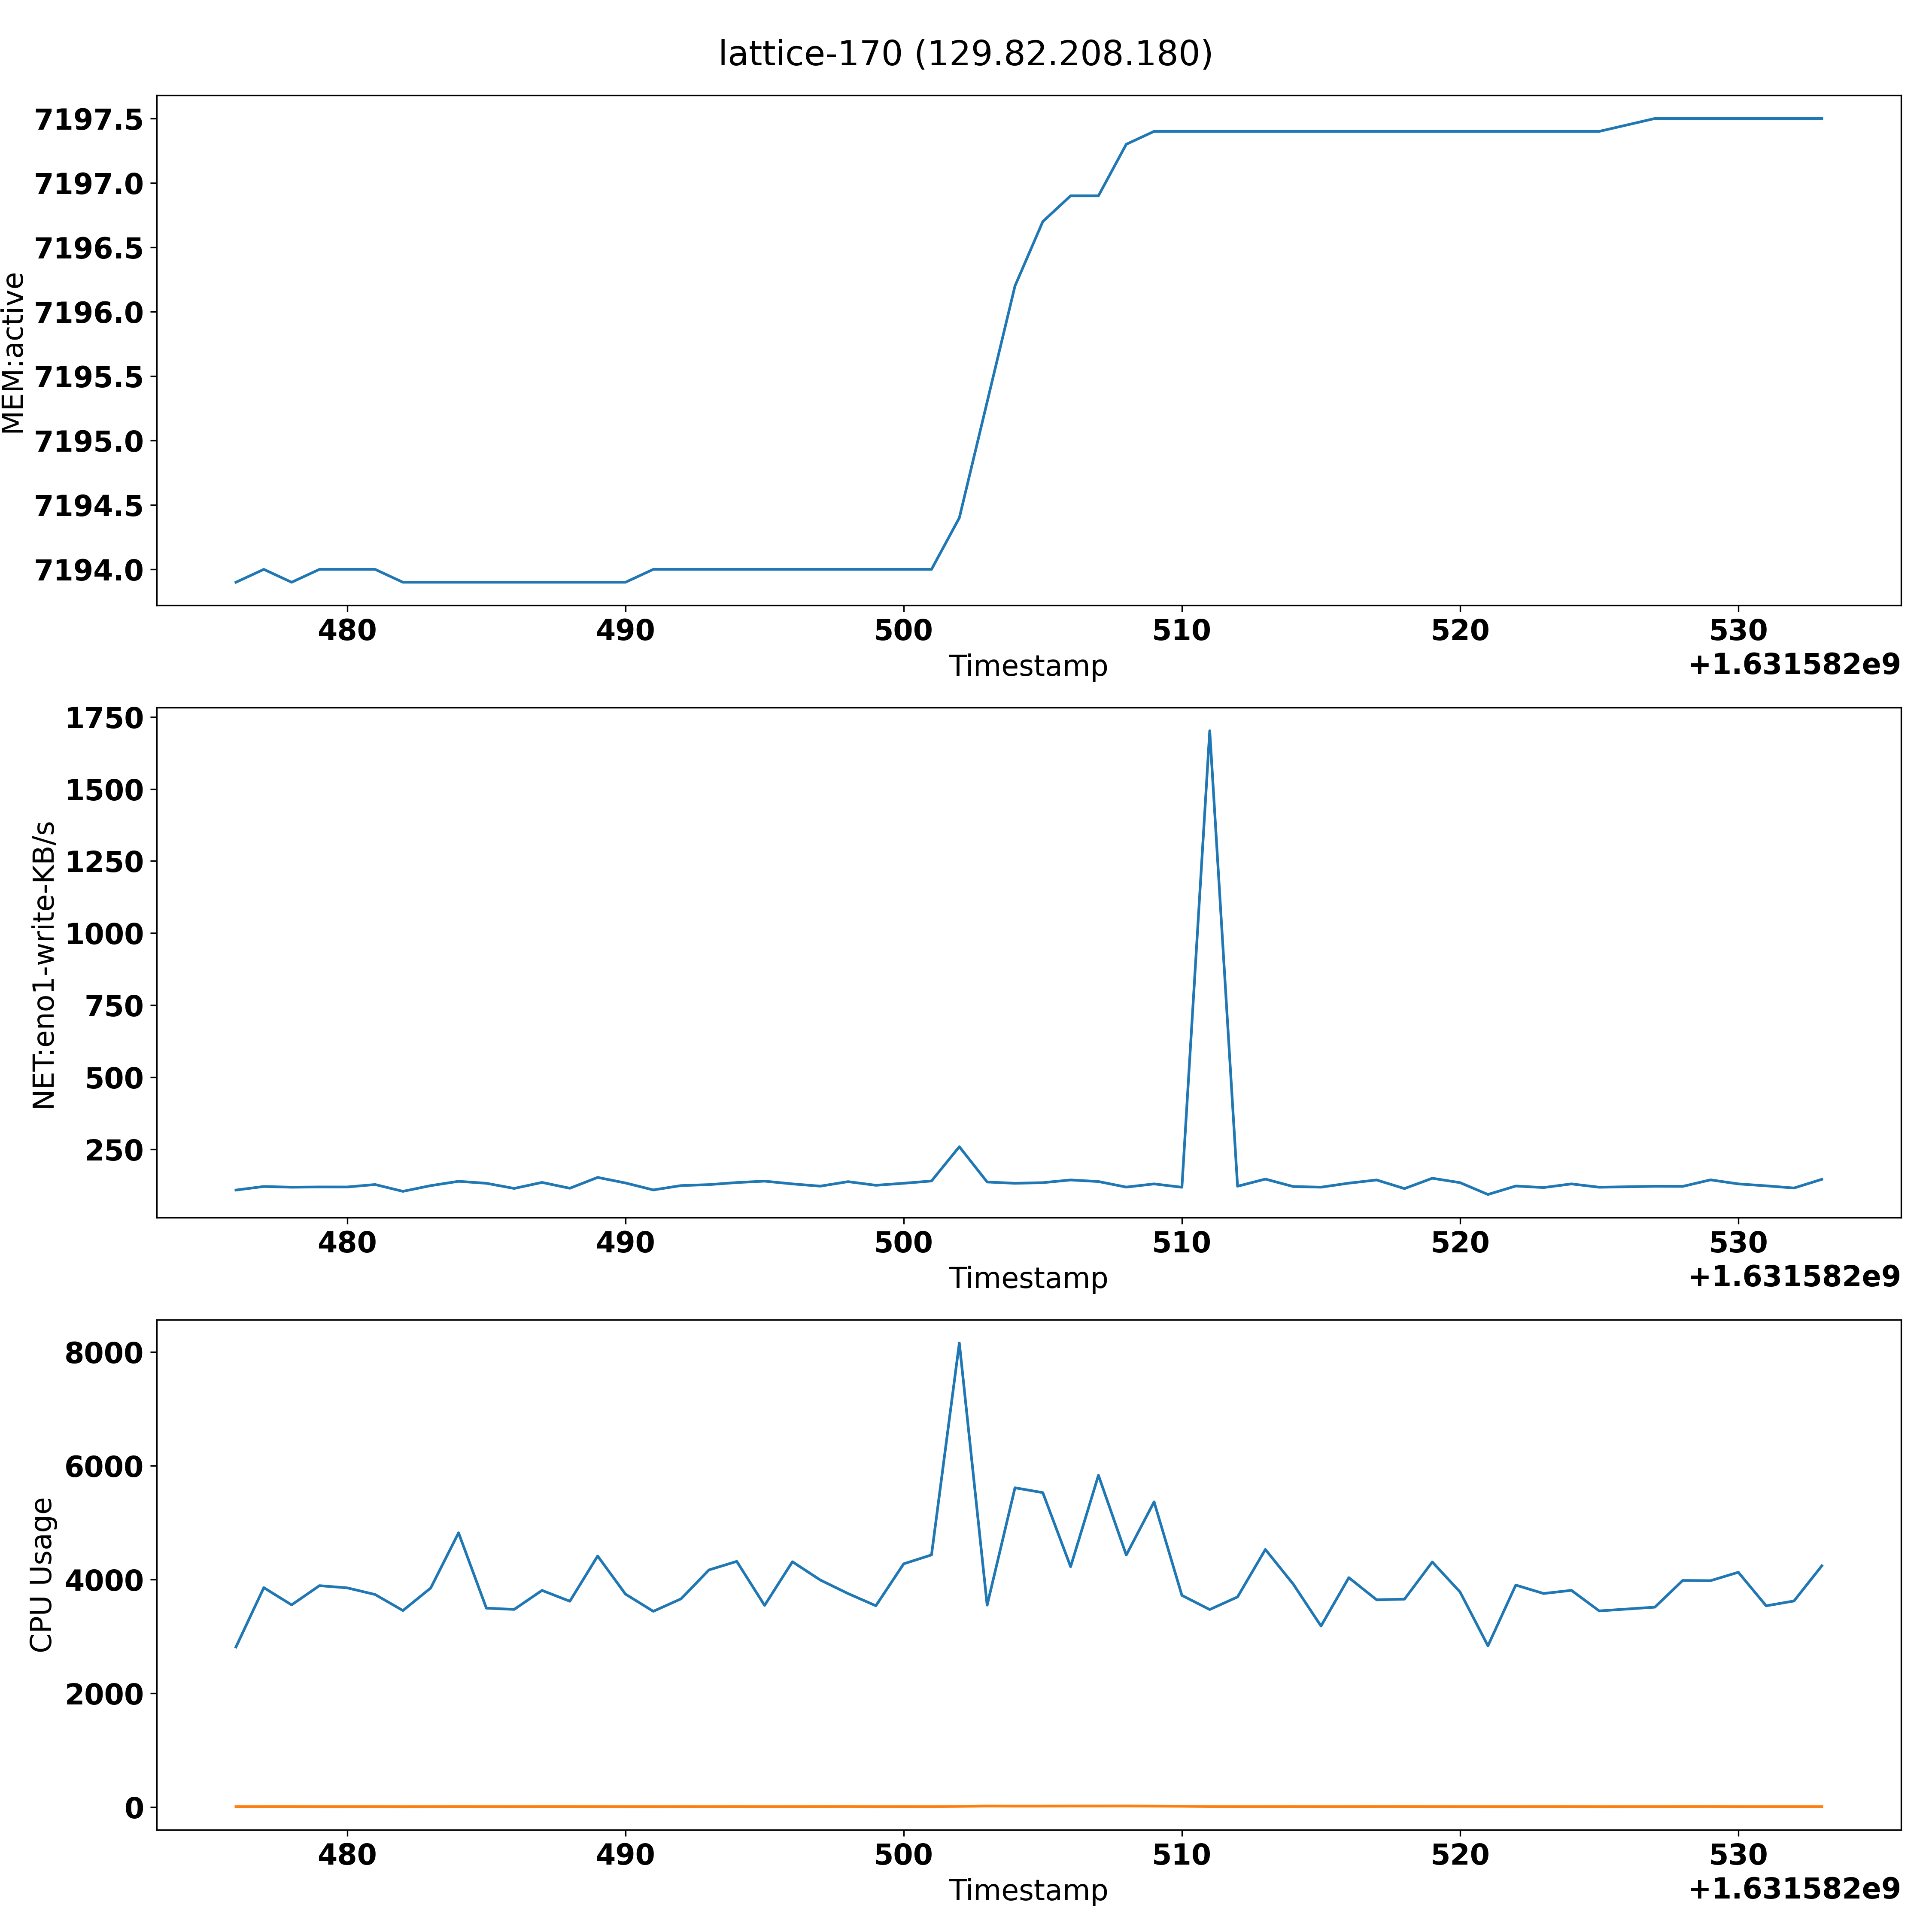 lattice-170 (129.82.208.180)
7197.5
7197.0
7196.5
7196.0
7195.5
7195.0
7194.5
7194.0
MEM:active
480 490 500 510 520 530
Timestamp
+1.631582e9
1750
1500
1250
1000
750
500
250
NET:eno1-write-KB/s
480 490 500 510 520 530
Timestamp
+1.631582e9
8000
6000
4000
2000
0
CPU Usage
480 490 500 510 520 530
Timestamp
+1.631582e9